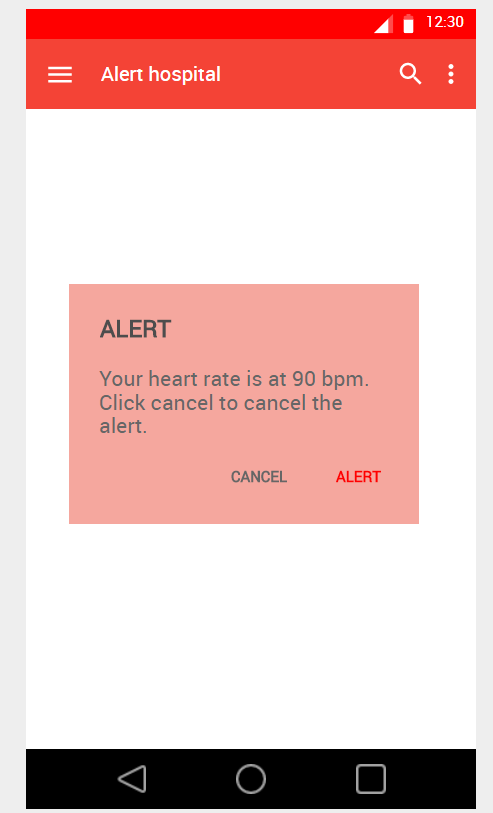 12:30
Alert hospital
ALERT
Your heart rate is at 90 bpm.
Click cancel to cancel the
alert.
CANCEL ALERT